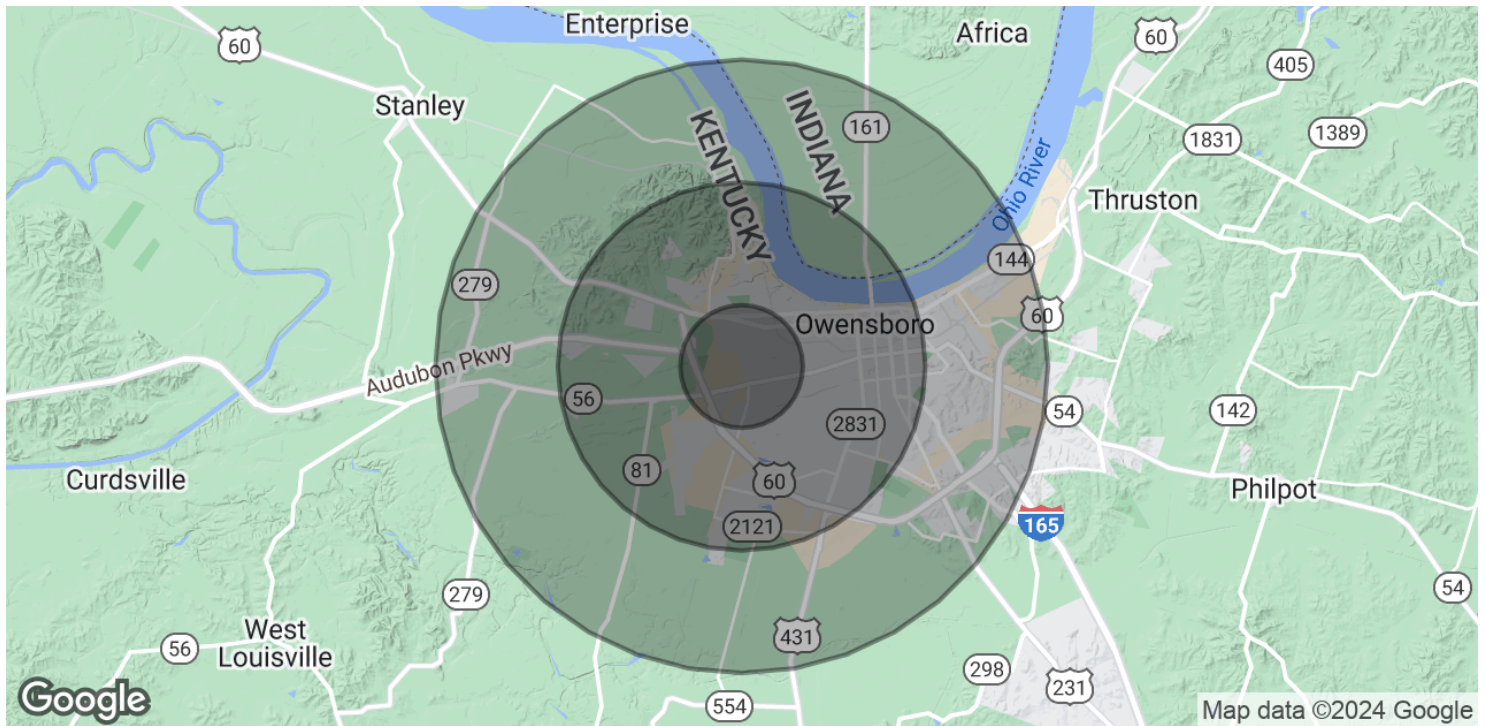 Enterprise
Africa
60
60
405
Stanley
KENTUCKY
INDIANA
161
1831
1389
Ohio River
Thruston
144
279
60
Owensboro
Audubon Pkwy
56
2831
54
142
81
60
Curdsville
Philpot
2121
165
279
54
431
56
West
Louisville
298
231
554
Google
Map data ©2024 Google